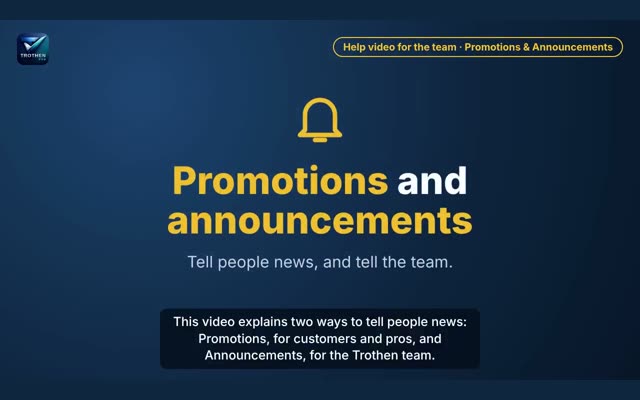 TROTHEN
Help video for the team · Promotions & Announcements
Promotions and
announcements
Tell people news, and tell the team.
This video explains two ways to tell people news:
Promotions, for customers and pros, and
Announcements, for the Trothen team.